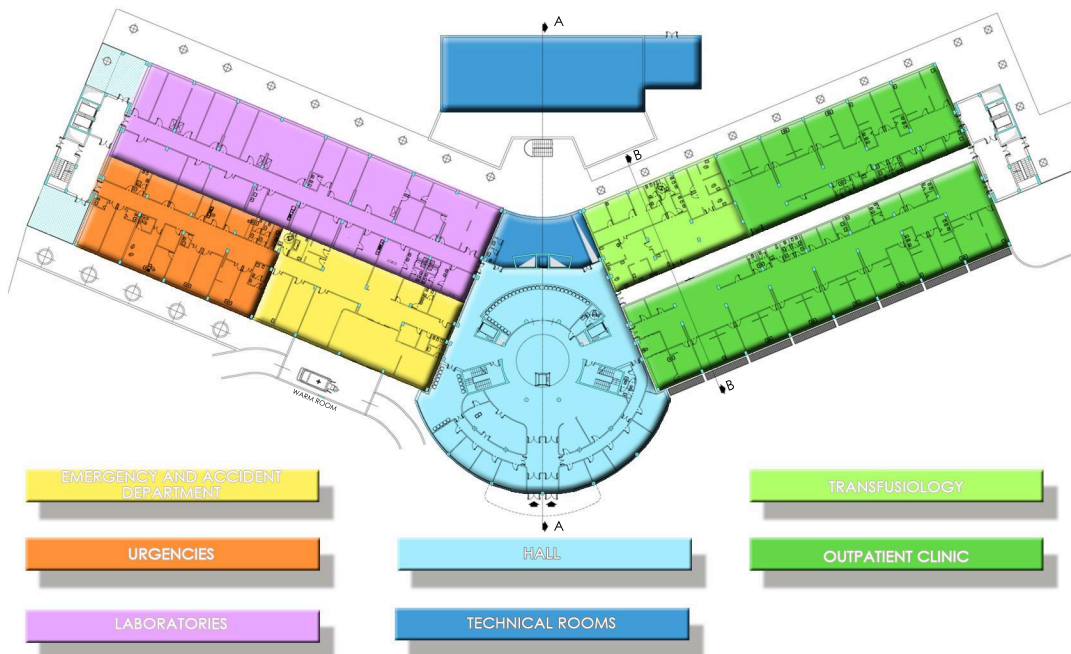 A
B
B
WARM ROOM
A
EMERGENCY AND ACCIDENT
DEPARTMENT
TRANSFUSIOLOGY
URGENCIES
HALL
OUTPATIENT CLINIC
LABORATORIES
TECHNICAL ROOMS